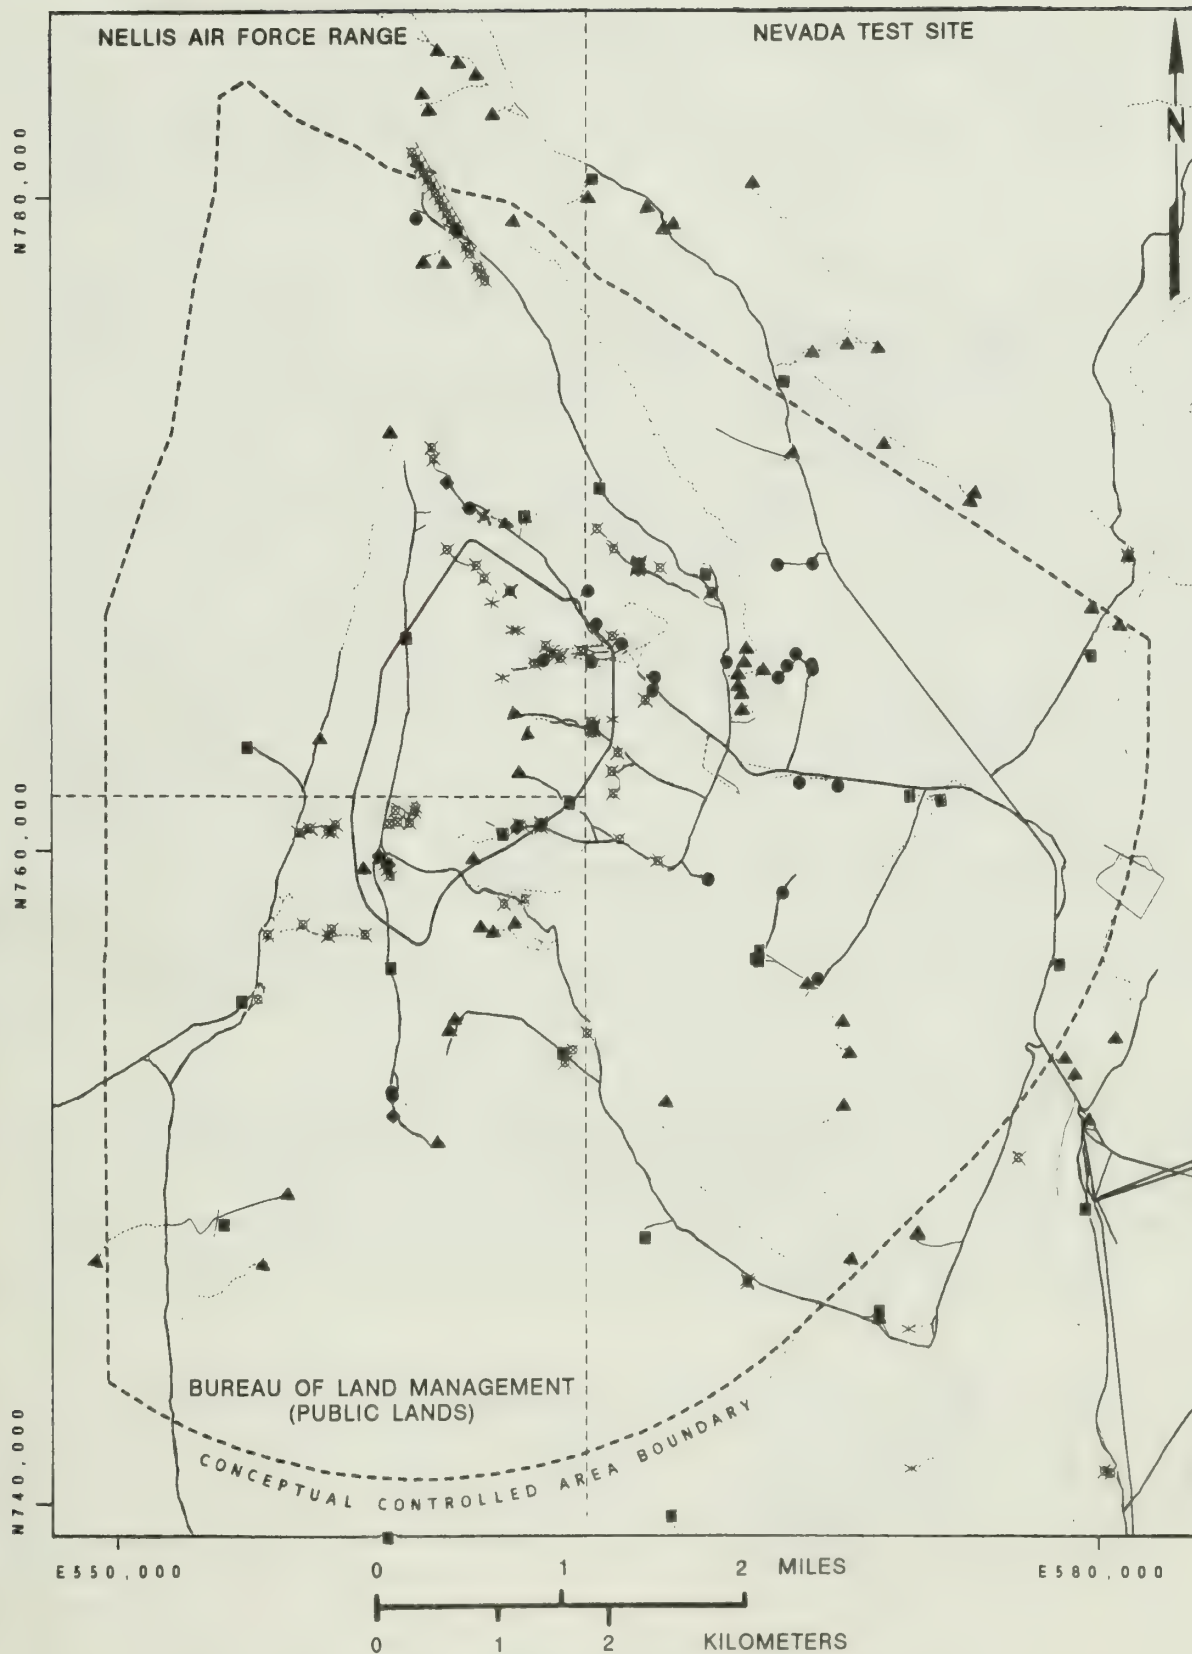 NELLIS AIR FORCE RANGE
NEVADA TEST SITE
N
N780,000
N760,000
N740,000
BUREAU OF LAND MANAGEMENT
(PUBLIC LANDS)
CONCEPTUAL CONTROLLED AREA BOUNDARY
E550,000
E580,000
0 1 2 MILES
0 1 2 KILOMETERS